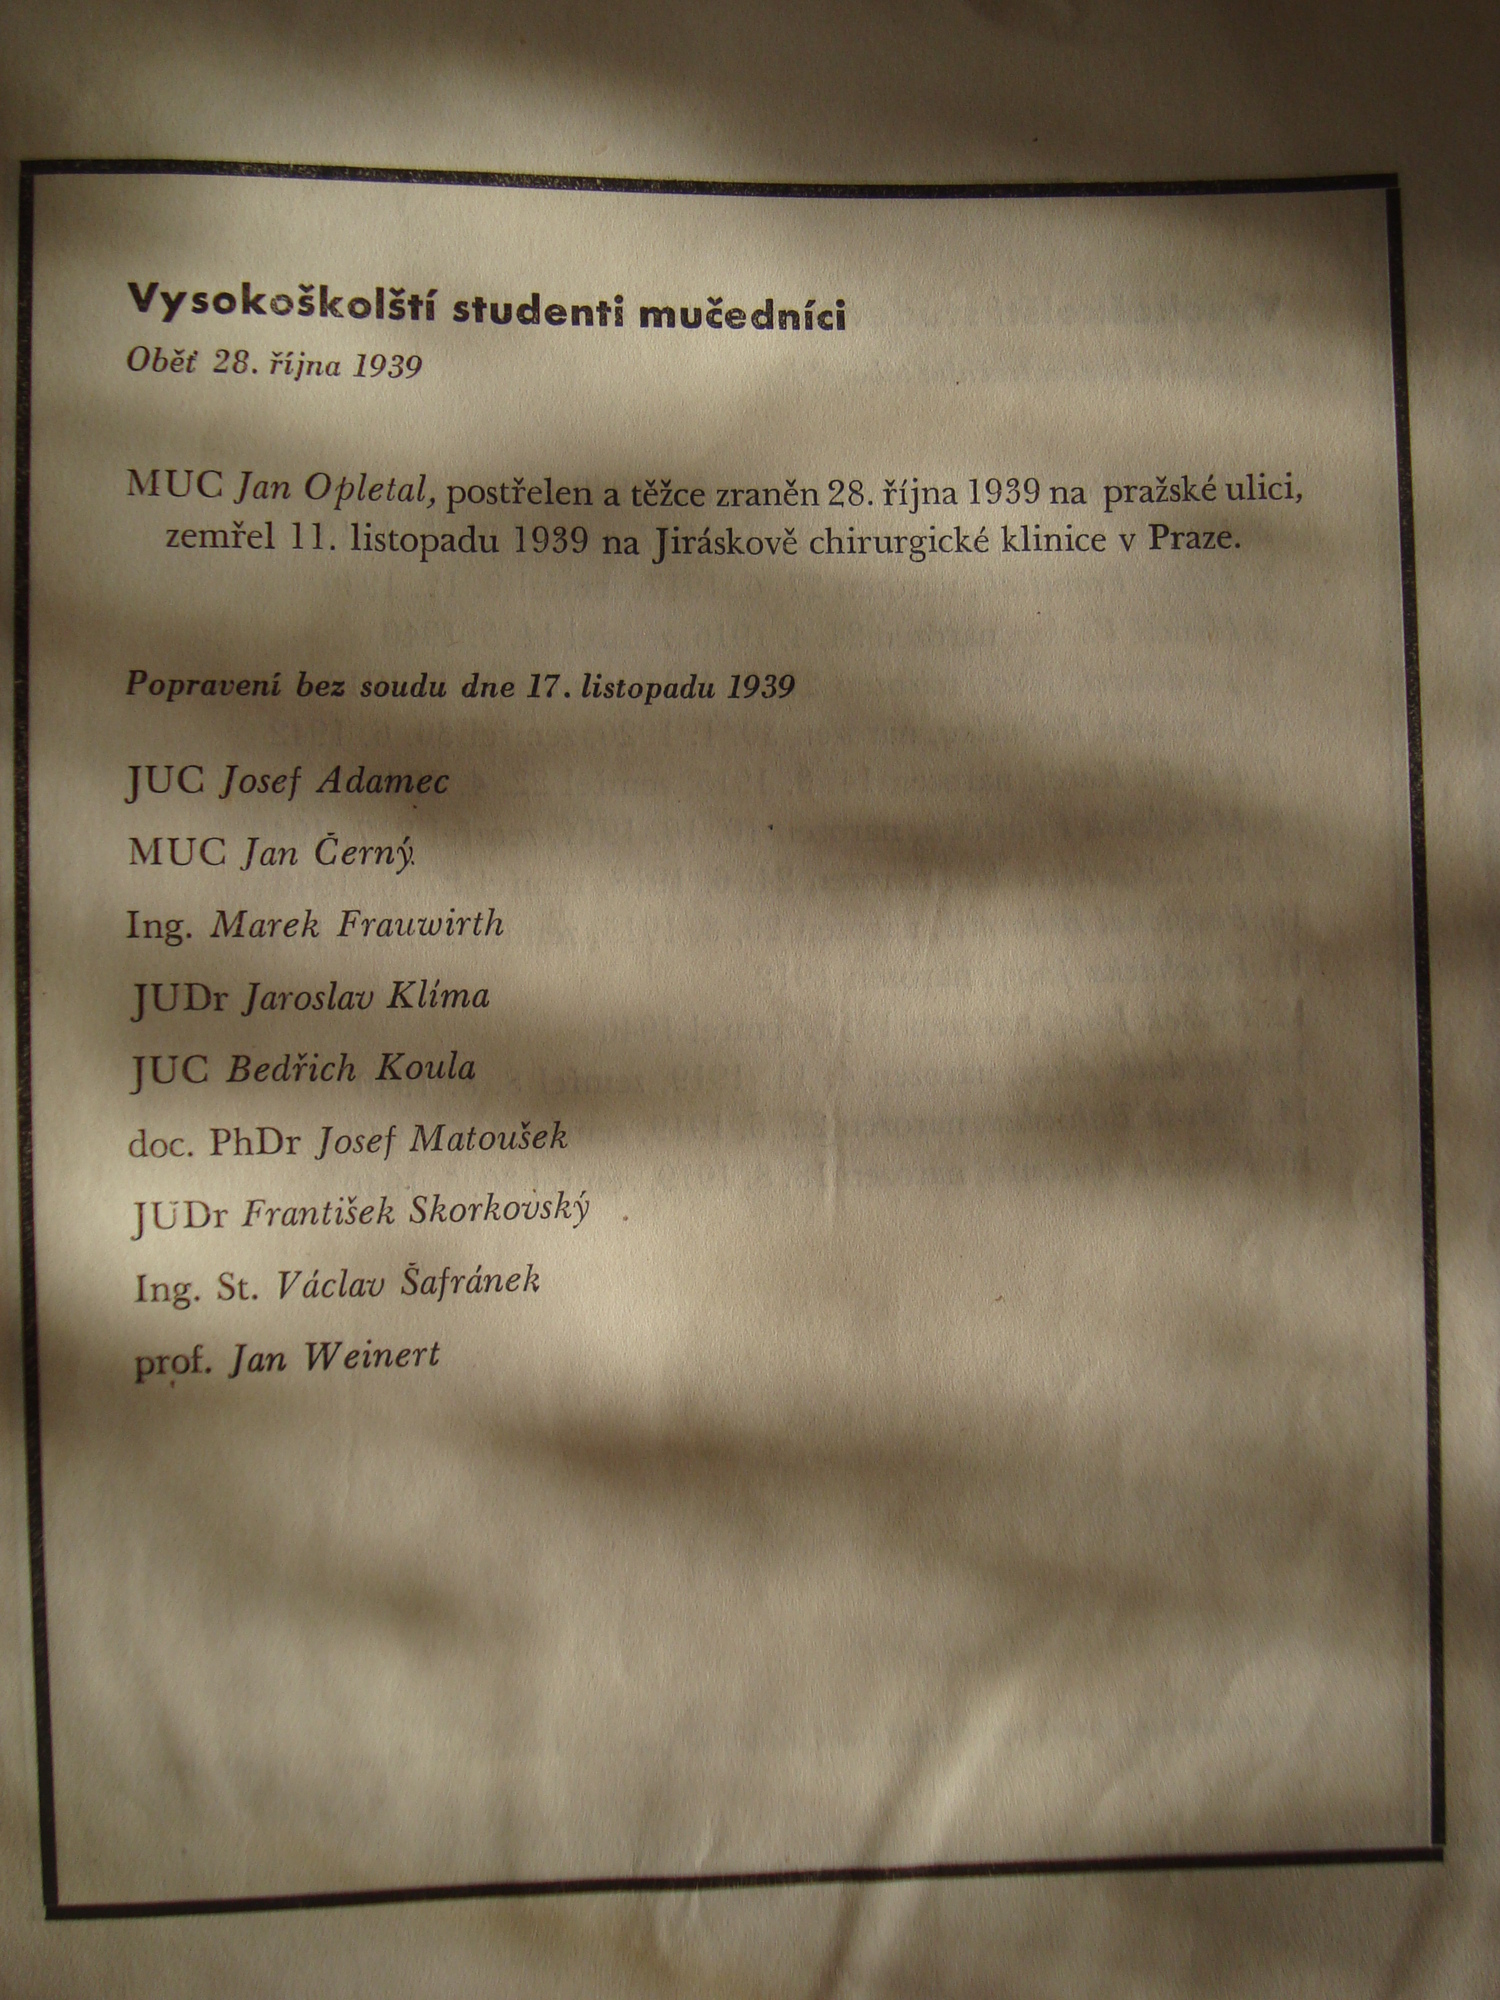 Vysokoškolští studenti mučedníci
Oběť 28. října 1939
MUC Jan Opletal, postřelen a těžce zraněn 28. října 1939 na pražské ulici,
zemřel 11. listopadu 1939 na Jiráskově chirurgické klinice v Praze.
Popravení bez soudu dne 17. listopadu 1939
JUC Josef Adamec
MUC Jan Černý
Ing. Marek Frauwirth
JUDr Jaroslav Klíma
JUC Bedřich Koula
doc. PhDr Josef Matoušek
JUDr František Skorkovský
Ing. St. Václav Šafránek
prof. Jan Weinert